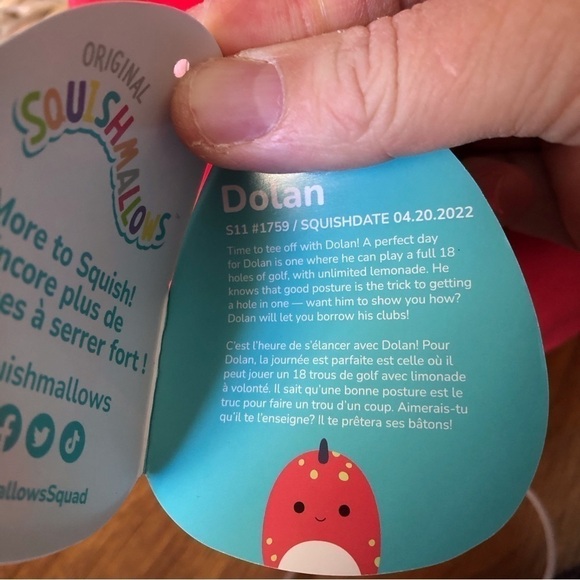 ORIGINAL
SQUISHMALLOWS
More to Squish!
Encore plus de
es à serrer fort !
uishmallows
allowsSquad
Dolan
S11 #1759 / SQUISHDATE 04.20.2022
Time to tee off with Dolan! A perfect day
for Dolan is one where he can play a full 18
holes of golf, with unlimited lemonade. He
knows that good posture is the trick to getting
a hole in one — want him to show you how?
Dolan will let you borrow his clubs!
C'est l'heure de s'élancer avec Dolan! Pour
Dolan, la journée est parfaite est celle où il
peut jouer un 18 trous de golf avec limonade
à volonté. Il sait qu'une bonne posture est le
truc pour faire un trou d'un coup. Aimerais-tu
qu'il te l'enseigne? Il te prêtera ses bâtons!